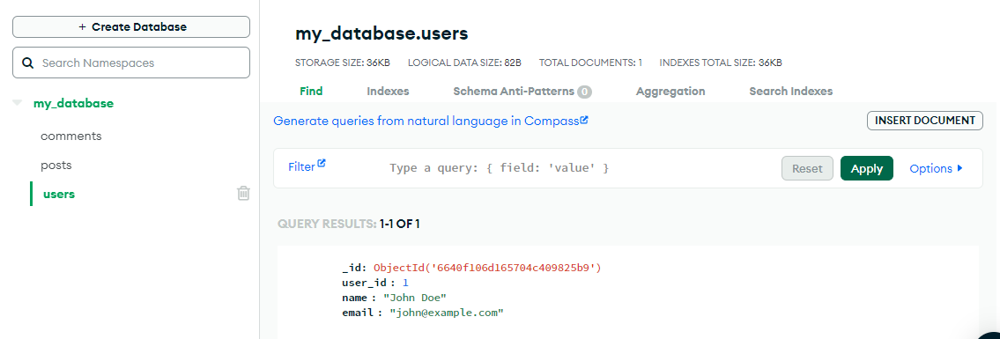 + Create Database
Search Namespaces
my_database
comments
posts
users
my_database.users
STORAGE SIZE: 36KB LOGICAL DATA SIZE: 82B TOTAL DOCUMENTS: 1 INDEXES TOTAL SIZE: 36KB
Find Indexes Schema Anti-Patterns 0 Aggregation Search Indexes
Generate queries from natural language in Compass
INSERT DOCUMENT
Filter Type a query: { field: 'value' } Reset Apply Options
QUERY RESULTS: 1-1 OF 1
_id: ObjectId('6640f106d165704c409825b9')
user_id : 1
name : "John Doe"
email : "john@example.com"